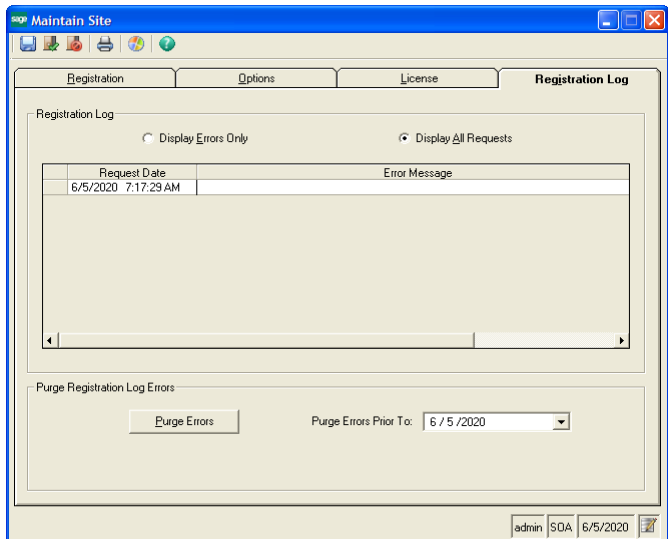 sage Maintain Site
Registration Options License Registration Log
Registration Log
Display Errors Only Display All Requests
Request Date Error Message
6/5/2020 7:17:29 AM
Purge Registration Log Errors
Purge Errors Purge Errors Prior To: 6 / 5 /2020
admin SOA 6/5/2020